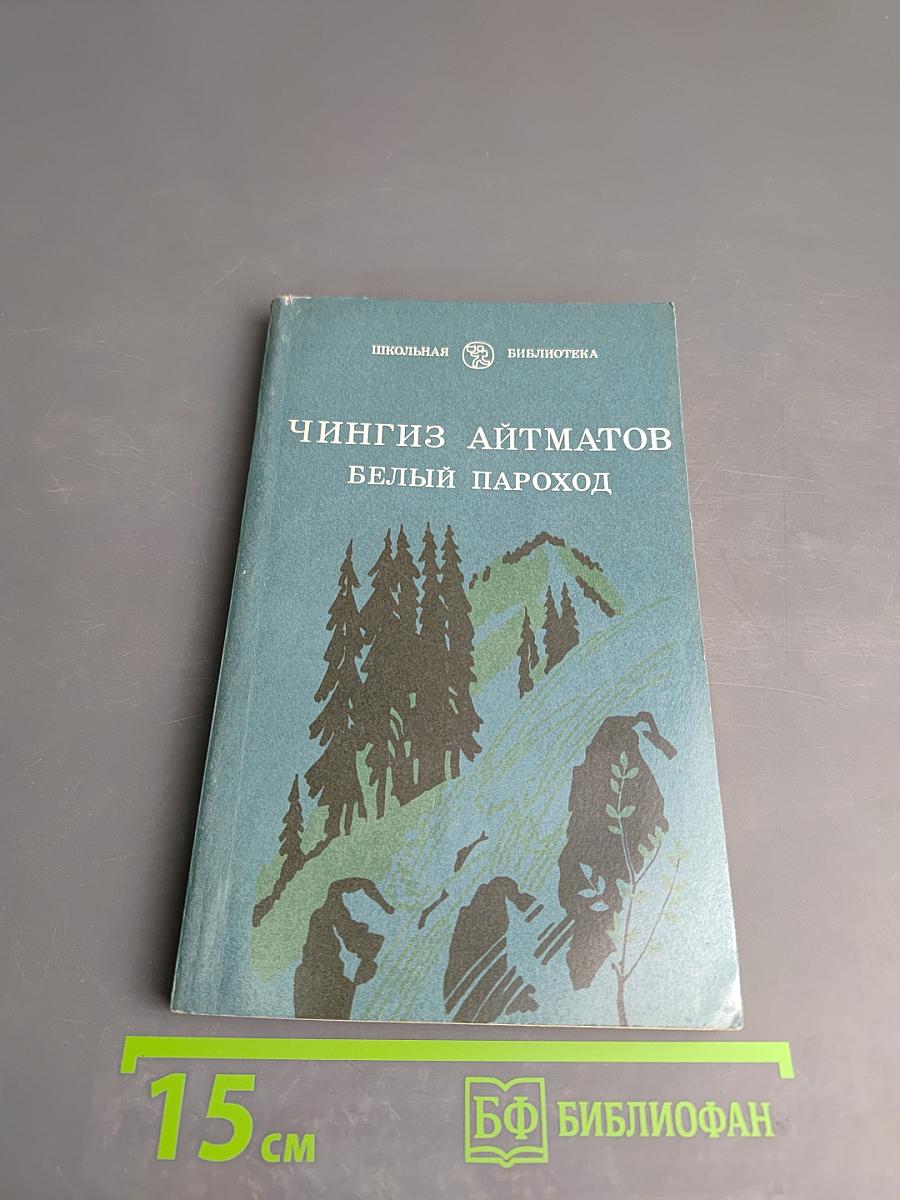 ШКОЛЬНАЯ БИБЛИОТЕКА
ЧИНГИЗ АЙТМАТОВ
БЕЛЫЙ ПАРОХОД
15 см
БФ БИБЛИОФАН